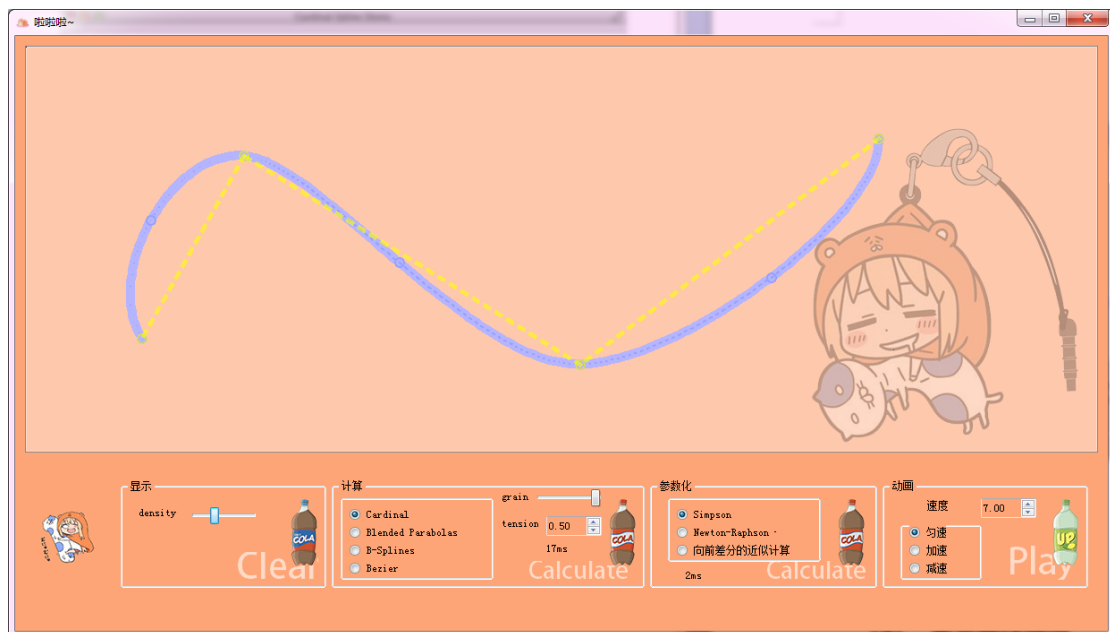 啦啦啦~
显示
density
COLA
Clear
计算
Cardinal
Blended Parabolas
B-Splines
Bezier
grain
tension
0.50
17ms
COLA
Calculate
参数化
Simpson
Newton-Raphson
向前差分的近似计算
2ms
COLA
Calculate
动画
速度
7.00
匀速
加速
减速
UP
Play